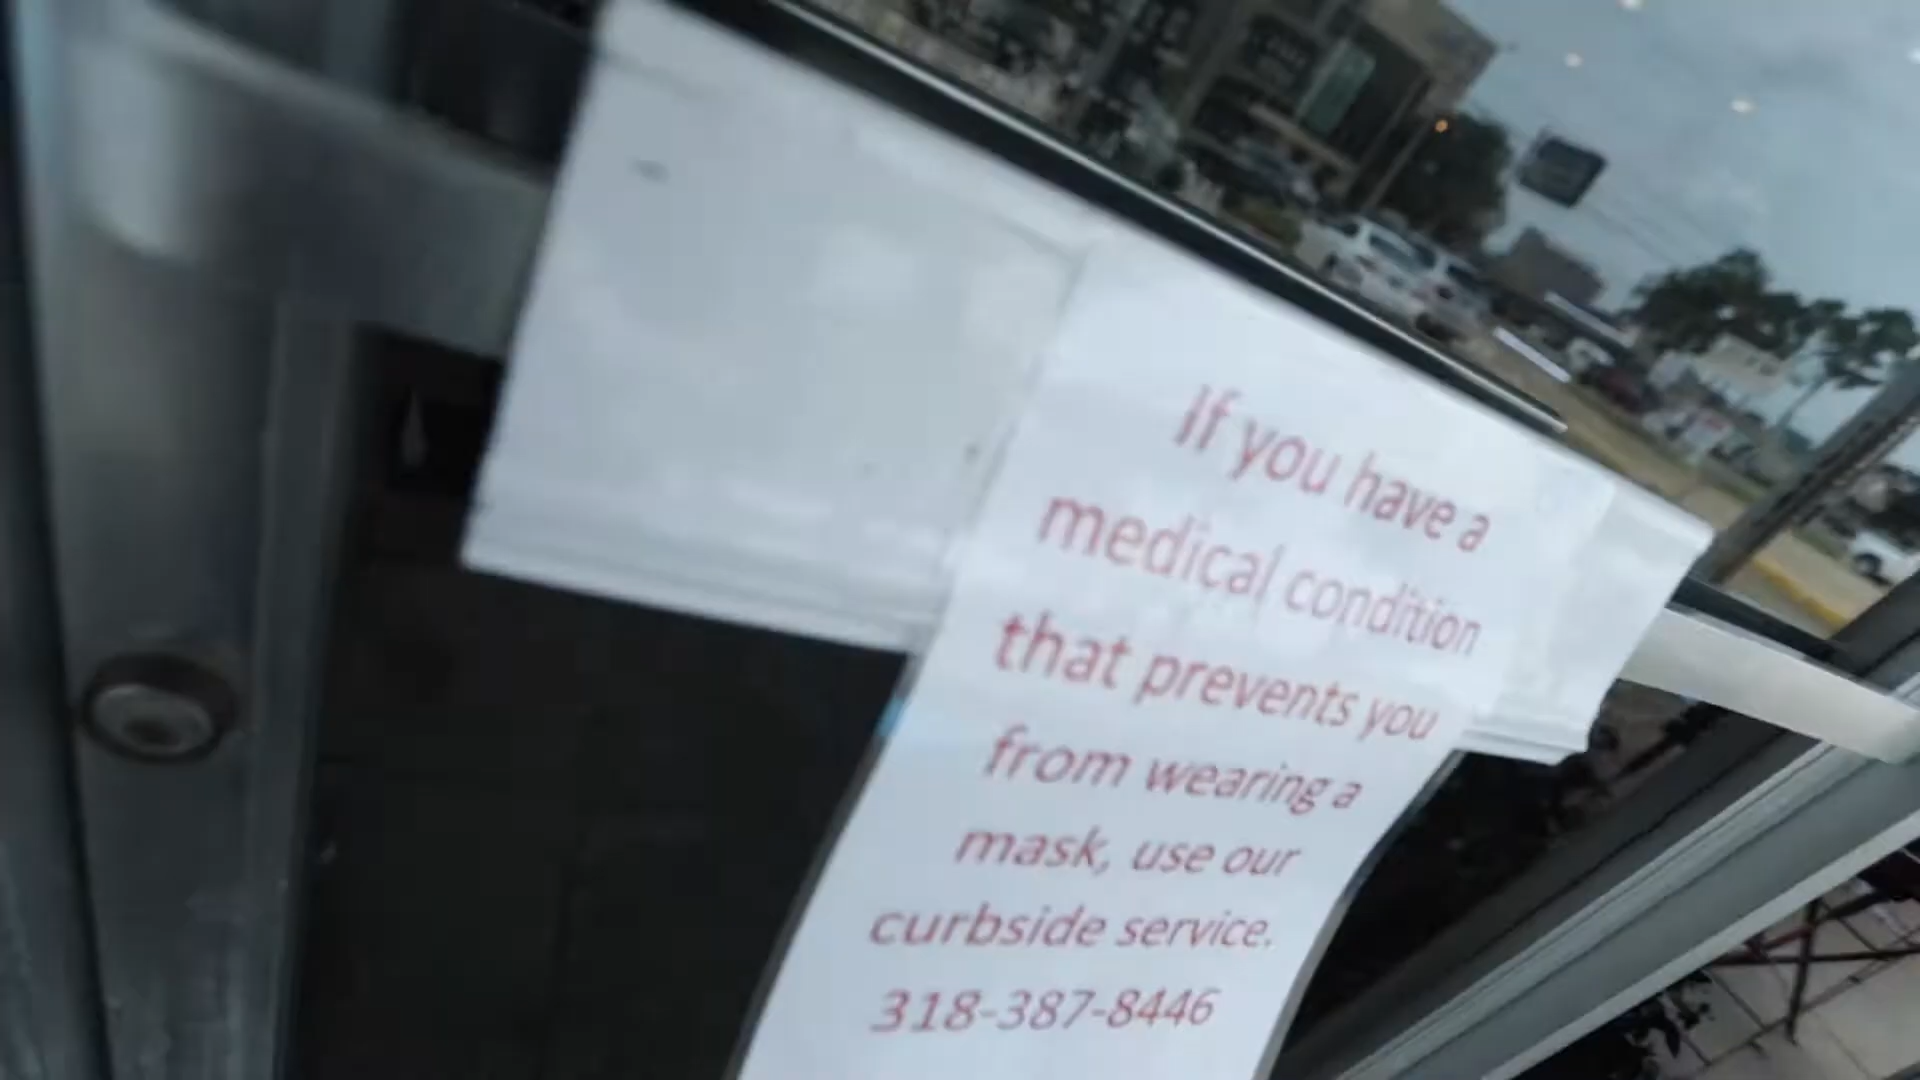 If you have a
medical condition
that prevents you
from wearing a
mask, use our
curbside service.
318-387-8446